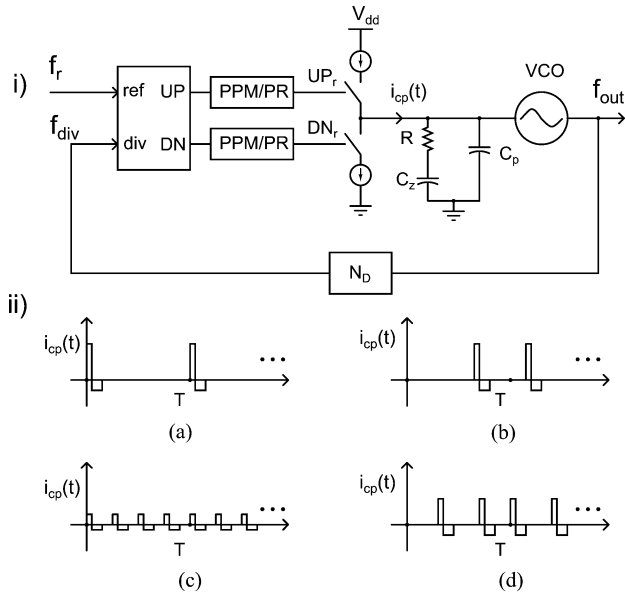 i)
V_dd
f_r
ref
UP
PPM/PR
UP_r
i_cp(t)
VCO
f_out
f_div
div
DN
PPM/PR
DN_r
R
C_z
C_p
N_D
ii)
i_cp(t)
T
(a)
i_cp(t)
T
(b)
i_cp(t)
T
(c)
i_cp(t)
T
(d)